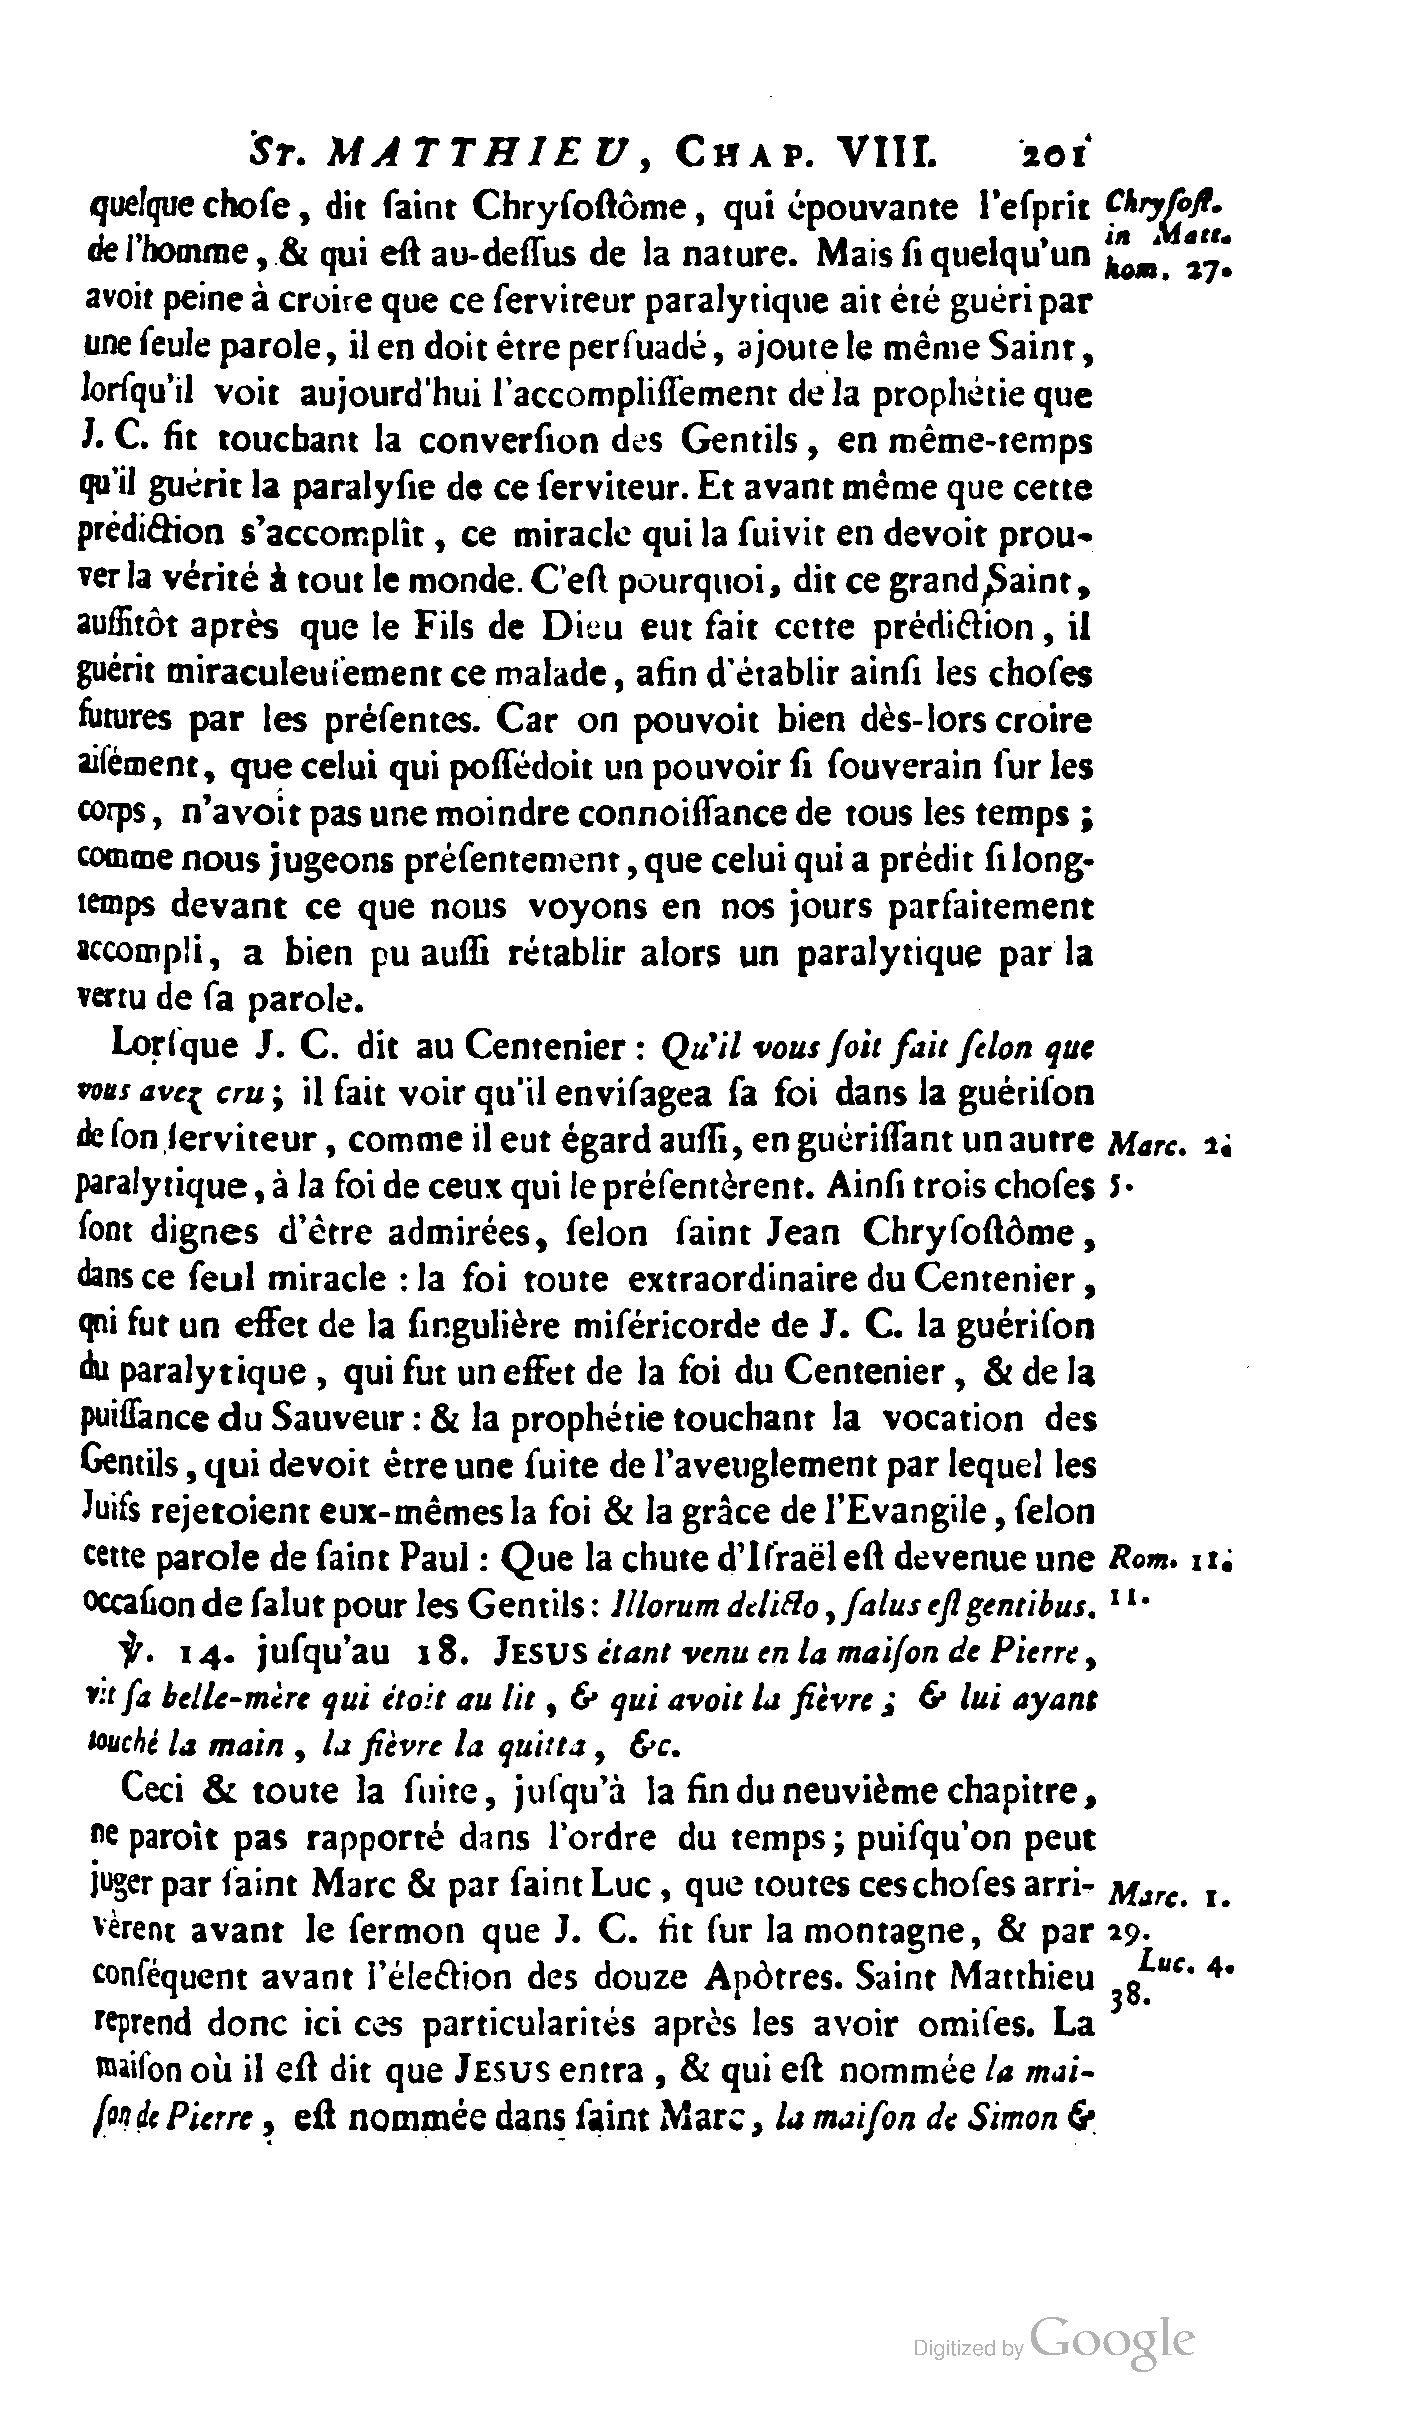 St. MATTHIEU, CHAP. VIII. 201
quelque choſe, dit ſaint Chryſoſtôme, qui épouvante l'eſprit
de l'homme, & qui eſt au-deſſus de la nature. Mais ſi quelqu'un
avoit peine à croire que ce ſerviteur paralytique ait été guéri par
une ſeule parole, il en doit être perſuadé, ajoute le même Saint,
lorſqu'il voit aujourd'hui l'accompliſſement de la prophétie que
J. C. fit touchant la converſion des Gentils, en même-temps
qu'il guérit la paralyſie de ce ſerviteur. Et avant même que cette
prédiction s'accomplît, ce miracle qui la ſuivit en devoit prou-
ver la vérité à tout le monde. C'eſt pourquoi, dit ce grand Saint,
auſſitôt après que le Fils de Dieu eut fait cette prédiction, il
guérit miraculeuſement ce malade, afin d'établir ainſi les choſes
futures par les préſentes. Car on pouvoit bien dès-lors croire
aiſément, que celui qui poſſédoit un pouvoir ſi ſouverain ſur les
corps, n'avoit pas une moindre connoiſſance de tous les temps;
comme nous jugeons préſentement, que celui qui a prédit ſi long-
temps devant ce que nous voyons en nos jours parfaitement
accompli, a bien pu auſſi rétablir alors un paralytique par la
vertu de ſa parole.
Lorſque J. C. dit au Centenier : Qu'il vous ſoit fait ſelon que
vous avez cru; il fait voir qu'il enviſagea ſa foi dans la guériſon
de ſon ſerviteur, comme il eut égard auſſi, en guériſſant un autre
paralytique, à la foi de ceux qui le préſentèrent. Ainſi trois choſes
ſont dignes d'être admirées, ſelon ſaint Jean Chryſoſtôme,
dans ce ſeul miracle : la foi toute extraordinaire du Centenier,
qui fut un effet de la ſingulière miſéricorde de J. C. la guériſon
du paralytique, qui fut un effet de la foi du Centenier, & de la
puiſſance du Sauveur : & la prophétie touchant la vocation des
Gentils, qui devoit être une ſuite de l'aveuglement par lequel les
Juifs rejetoient eux-mêmes la foi & la grâce de l'Evangile, ſelon
cette parole de ſaint Paul : Que la chute d'Iſraël eſt devenue une
occaſion de ſalut pour les Gentils : Illorum delicto, ſalus eſt gentibus.
℣. 14. juſqu'au 18. JESUS étant venu en la maiſon de Pierre,
vit ſa belle-mère qui étoit au lit, & qui avoit la fièvre; & lui ayant
touché la main, la fièvre la quitta, &c.
Ceci & toute la ſuite, juſqu'à la fin du neuvième chapitre,
ne paroît pas rapporté dans l'ordre du temps; puiſqu'on peut
juger par ſaint Marc & par ſaint Luc, que toutes ces choſes arri-
vèrent avant le ſermon que J. C. fit ſur la montagne, & par
conſéquent avant l'élection des douze Apôtres. Saint Matthieu
reprend donc ici ces particularités après les avoir omiſes. La
maiſon où il eſt dit que JESUS entra, & qui eſt nommée la mai-
ſon de Pierre, eſt nommée dans ſaint Marc, la maiſon de Simon &
Chryſoſt.
in Matt.
hom. 27.
Marc. 2.
5.
Rom. 11.
11.
Marc. 1.
29.
Luc. 4.
38.
Digitized by Google